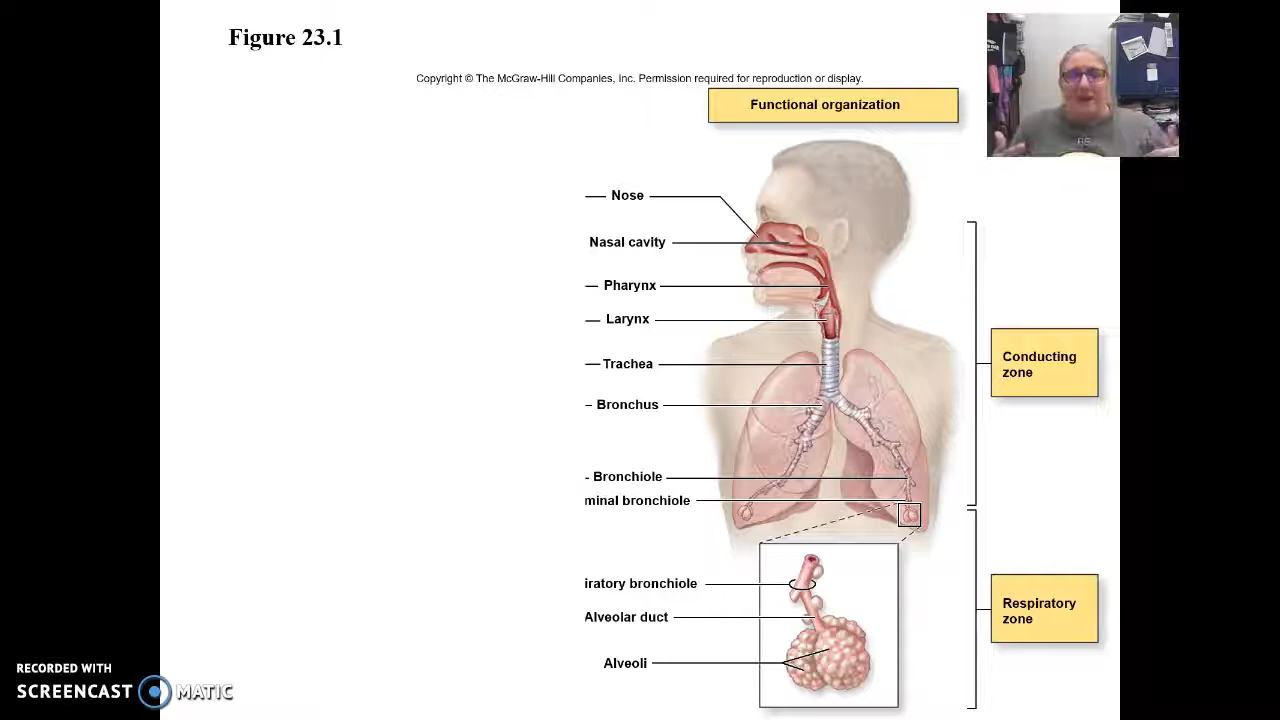 Figure 23.1
Copyright © The McGraw-Hill Companies, Inc. Permission required for reproduction or display.
Functional organization
Nose
Nasal cavity
Pharynx
Larynx
Trachea
Bronchus
Bronchiole
minal bronchiole
iratory bronchiole
Alveolar duct
Alveoli
Conducting
zone
Respiratory
zone
RECORDED WITH
SCREENCAST MATIC